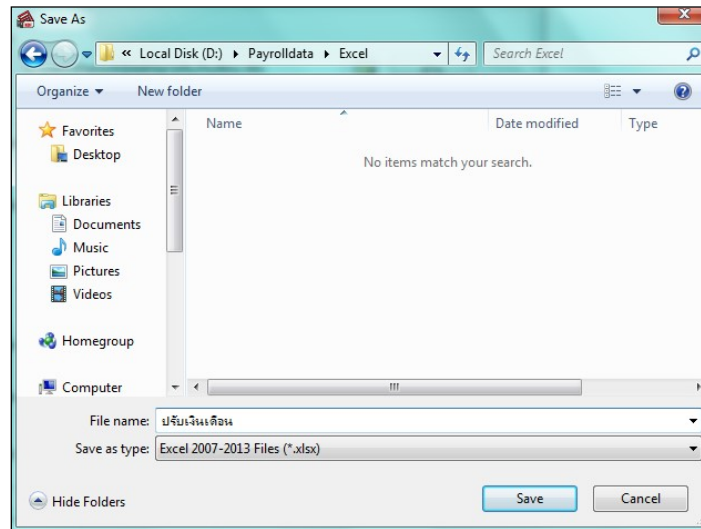 Save As
« Local Disk (D:) ▸ Payrolldata ▸ Excel
Search Excel
Organize
New folder
Name
Date modified
Type
No items match your search.
Favorites
Desktop
Libraries
Documents
Music
Pictures
Videos
Homegroup
Computer
File name: ปรับเงินเดือน
Save as type: Excel 2007-2013 Files (*.xlsx)
Hide Folders
Save
Cancel